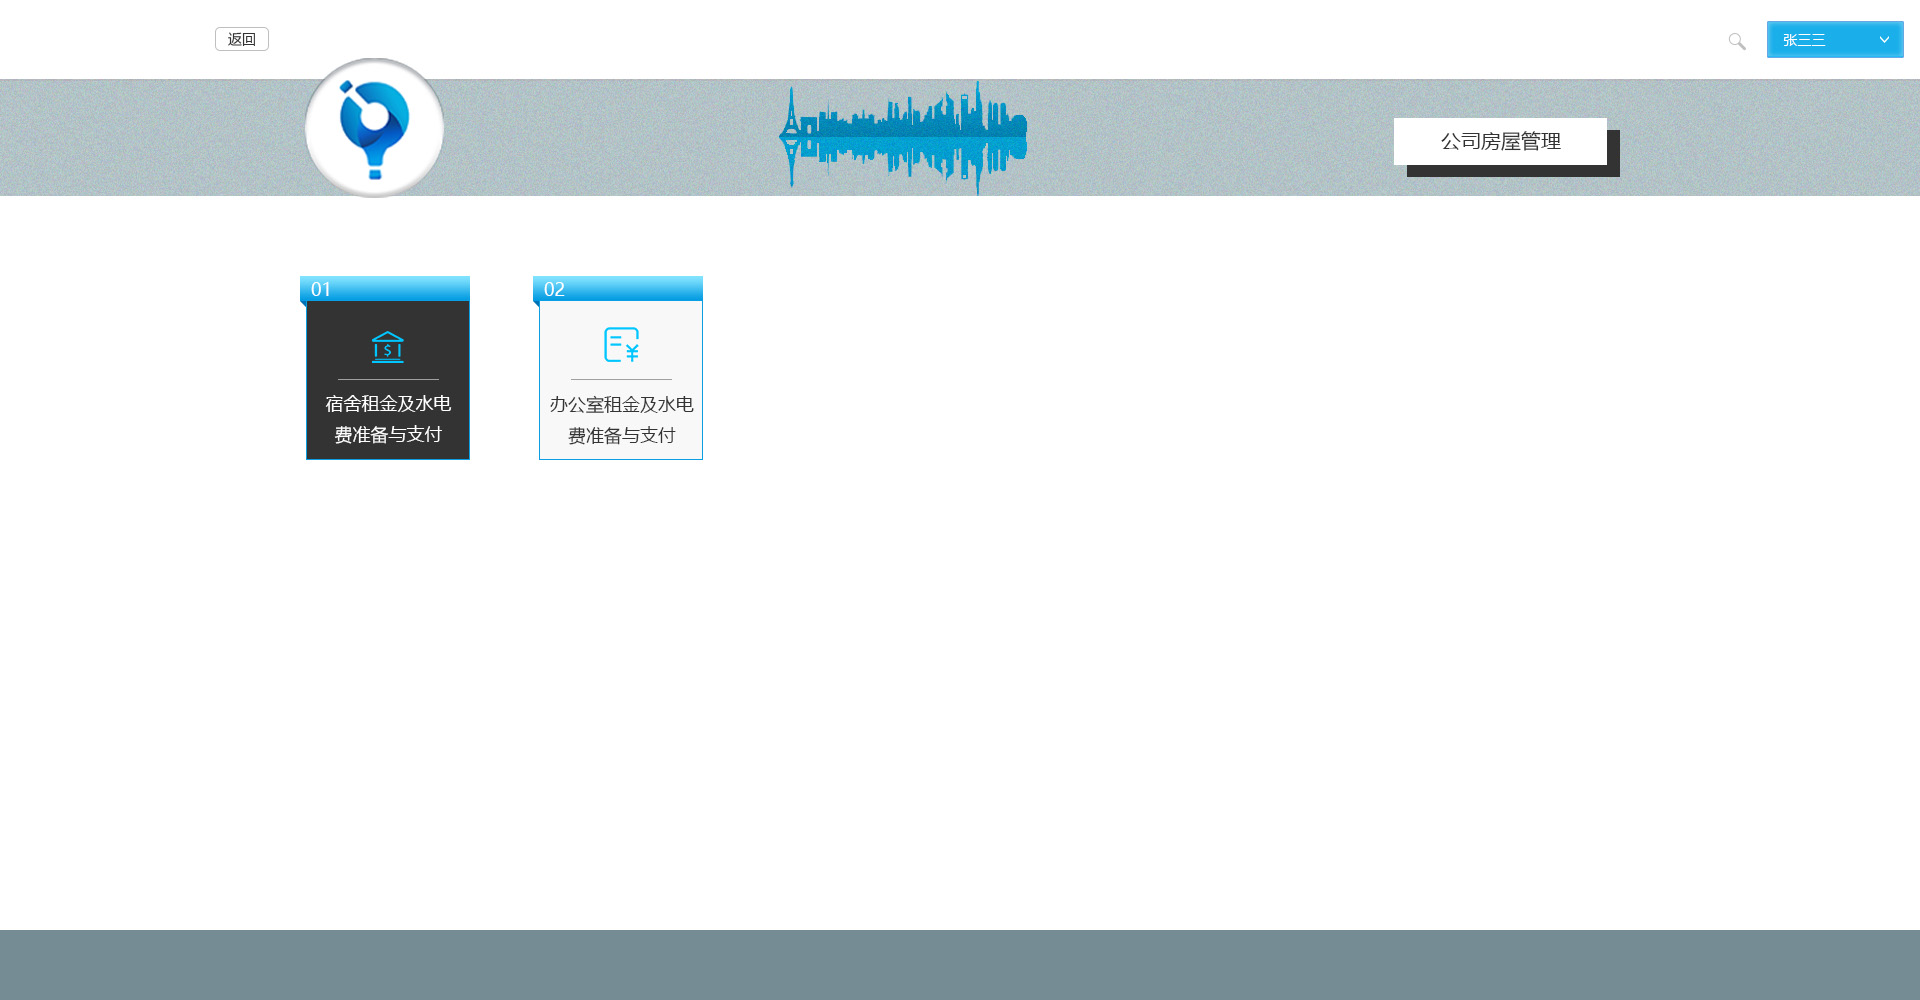 返回
张三三
公司房屋管理
01
宿舍租金及水电
费准备与支付
02
办公室租金及水电
费准备与支付